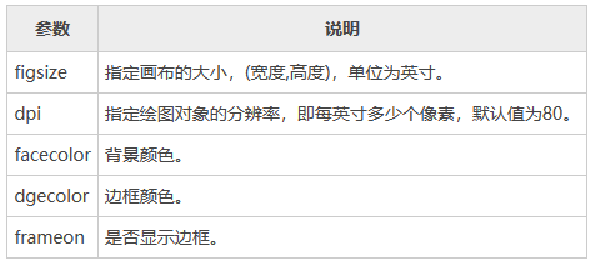 参数 说明
figsize 指定画布的大小，(宽度,高度)，单位为英寸。
dpi 指定绘图对象的分辨率，即每英寸多少个像素，默认值为80。
facecolor 背景颜色。
dgecolor 边框颜色。
frameon 是否显示边框。